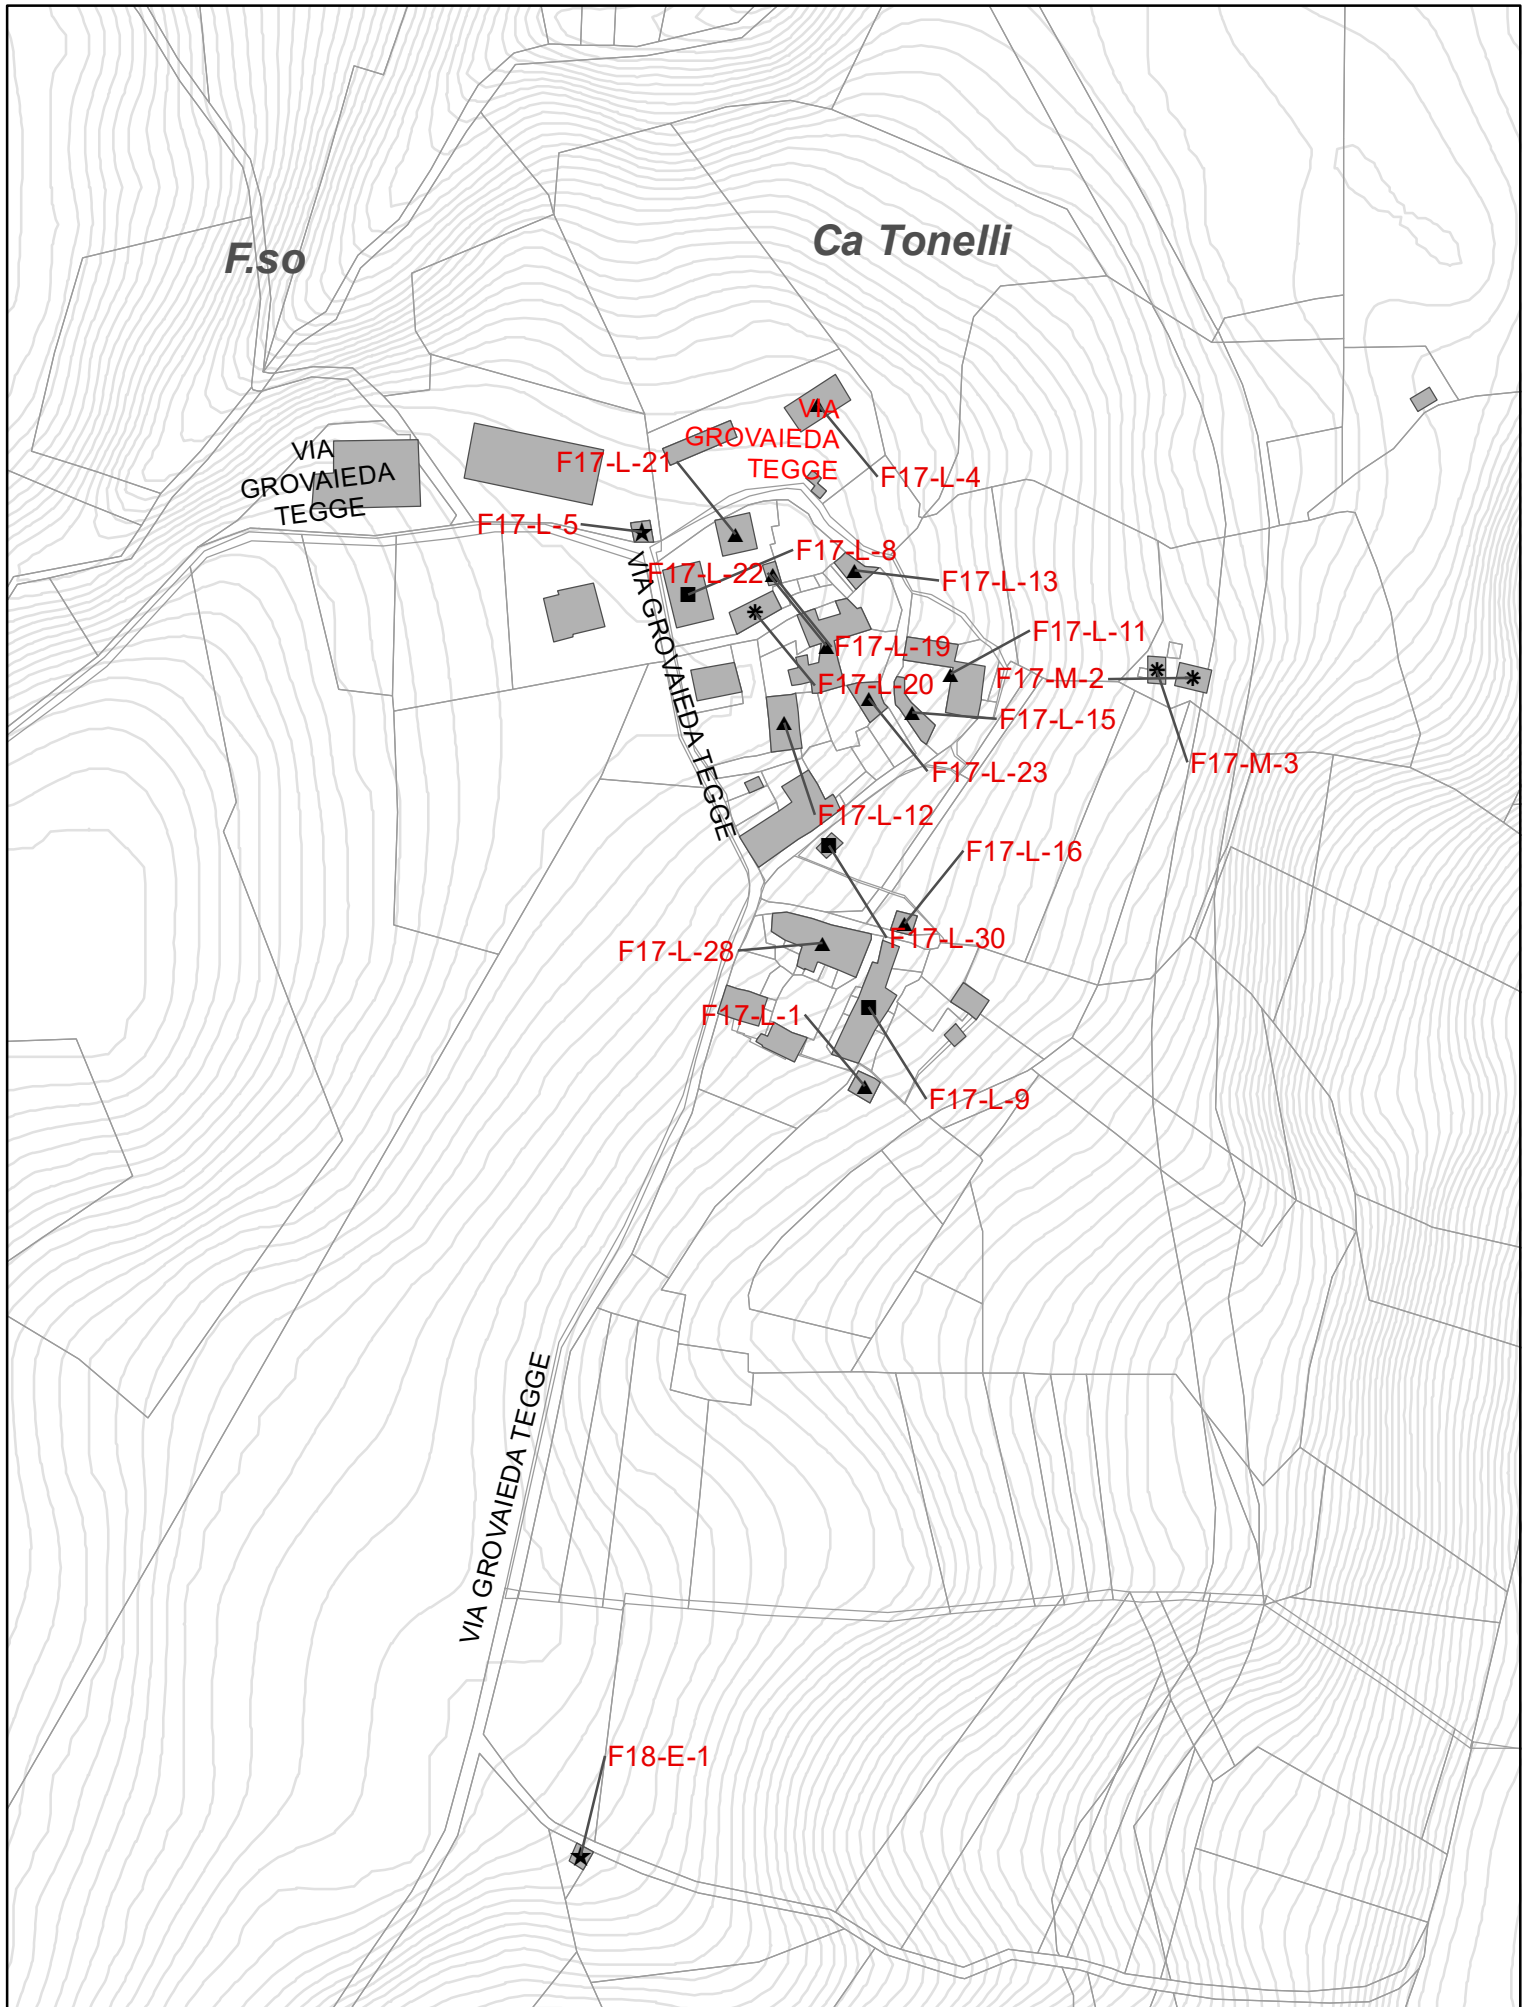 Ca Tonelli
F.so
VIA
GROVAIEDA
TEGGE
VIA
GROVAIEDA
TEGGE
F17-L-21
F17-L-4
F17-L-5
F17-L-8
F17-L-22
F17-L-13
VIA GROVAIEDA TEGGE
F17-L-11
F17-L-19
F17-M-2
F17-L-20
F17-L-15
F17-M-3
F17-L-23
F17-L-12
F17-L-16
F17-L-30
F17-L-28
F17-L-1
F17-L-9
VIA GROVAIEDA TEGGE
F18-E-1